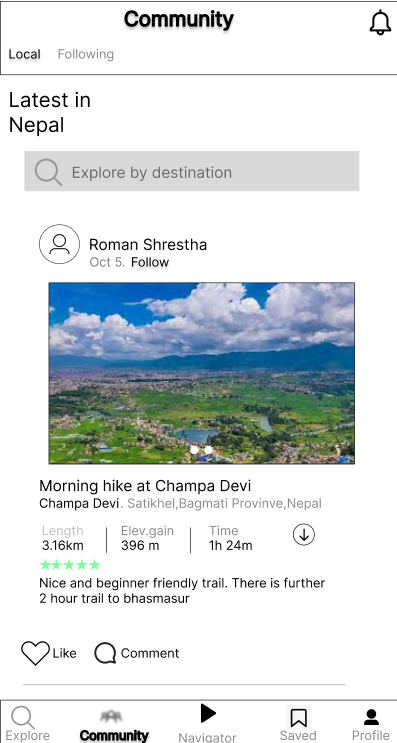 Community
Local Following
Latest in
Nepal
Explore by destination
Roman Shrestha
Oct 5. Follow
Morning hike at Champa Devi
Champa Devi. Satikhel,Bagmati Provinve,Nepal
Length Elev.gain Time
3.16km 396 m 1h 24m
Nice and beginner friendly trail. There is further
2 hour trail to bhasmasur
Like Comment
Explore Community Navigator Saved Profile